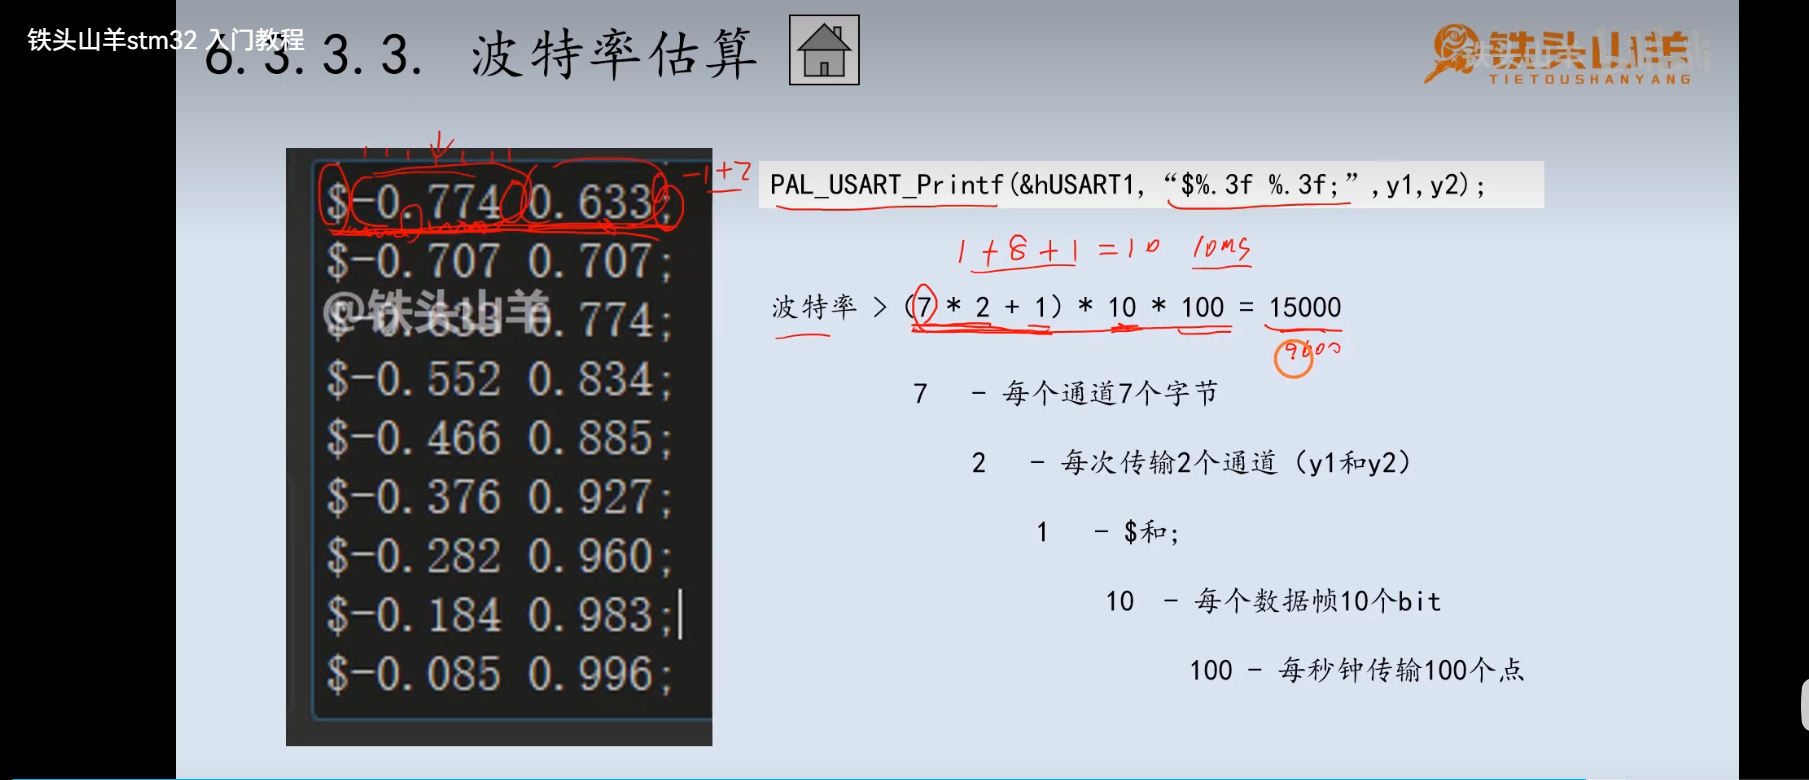 铁头山羊stm32 入门教程
6.3.3.3. 波特率估算
铁头山羊
TIETOUSHANYANG
$-0.774 0.633;
-1+2
$-0.707 0.707;
@铁头山羊
$-0.633 0.774;
$-0.552 0.834;
$-0.466 0.885;
$-0.376 0.927;
$-0.282 0.960;
$-0.184 0.983;
$-0.085 0.996;
PAL_USART_Printf(&hUSART1, “$%.3f %.3f;”,y1,y2);
1+8+1=10 10ms
波特率 > (7 * 2 + 1) * 10 * 100 = 15000
9600
7 - 每个通道7个字节
2 - 每次传输2个通道（y1和y2）
1 - $和;
10 - 每个数据帧10个bit
100 - 每秒钟传输100个点